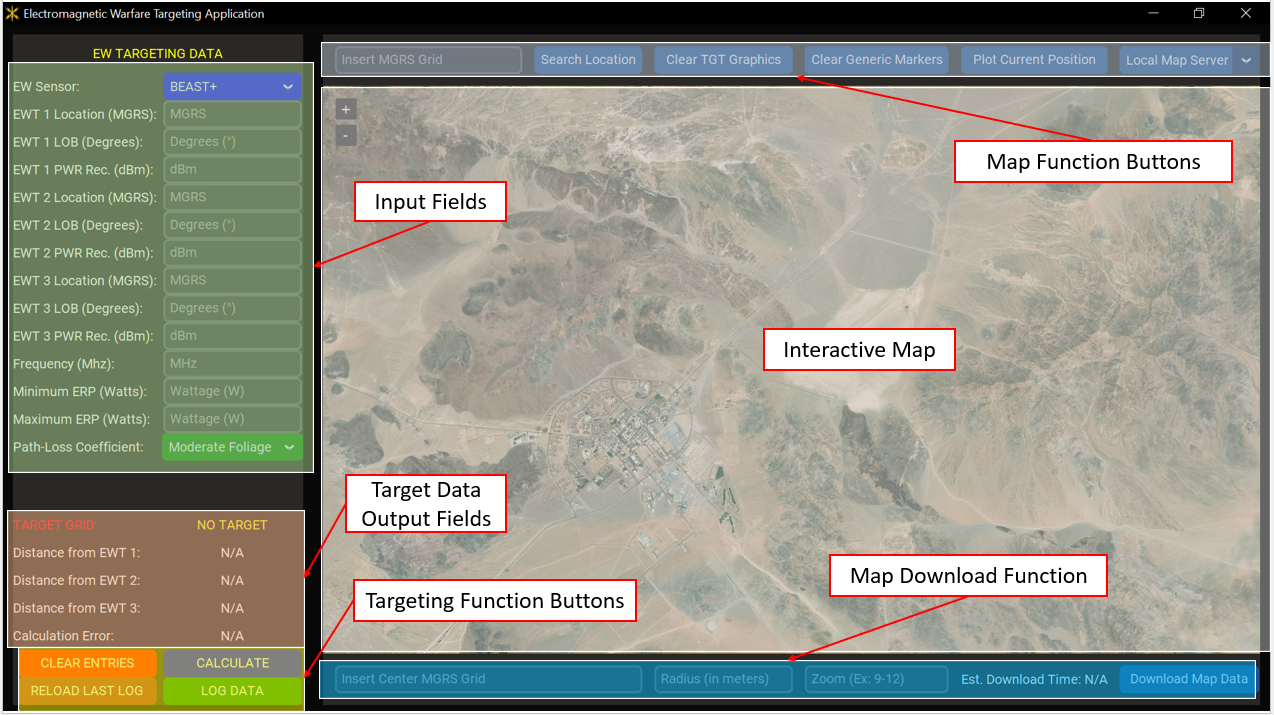 Electromagnetic Warfare Targeting Application
EW TARGETING DATA
EW Sensor: BEAST+
EWT 1 Location (MGRS): MGRS
EWT 1 LOB (Degrees): Degrees (°)
EWT 1 PWR Rec. (dBm): dBm
EWT 2 Location (MGRS): MGRS
EWT 2 LOB (Degrees): Degrees (°)
EWT 2 PWR Rec. (dBm): dBm
EWT 3 Location (MGRS): MGRS
EWT 3 LOB (Degrees): Degrees (°)
EWT 3 PWR Rec. (dBm): dBm
Frequency (Mhz): MHz
Minimum ERP (Watts): Wattage (W)
Maximum ERP (Watts): Wattage (W)
Path-Loss Coefficient: Moderate Foliage
TARGET GRID: NO TARGET
Distance from EWT 1: N/A
Distance from EWT 2: N/A
Distance from EWT 3: N/A
Calculation Error: N/A
CLEAR ENTRIES CALCULATE
RELOAD LAST LOG LOG DATA
Insert MGRS Grid Search Location Clear TGT Graphics Clear Generic Markers Plot Current Position Local Map Server
+
-
Map Function Buttons
Input Fields
Interactive Map
Target Data
Output Fields
Map Download Function
Targeting Function Buttons
Insert Center MGRS Grid Radius (in meters) Zoom (Ex: 9-12) Est. Download Time: N/A Download Map Data